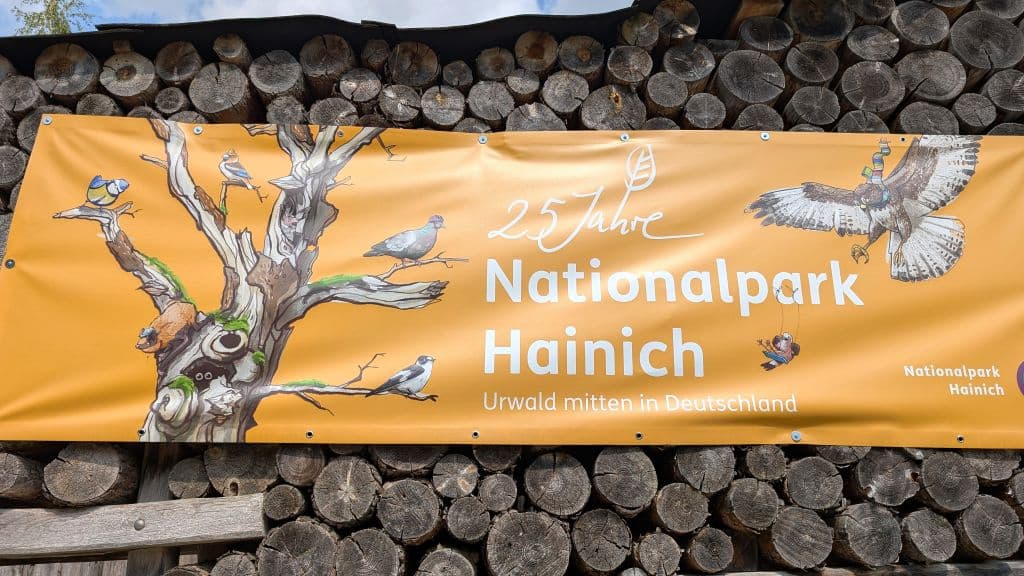 25 Jahre
Nationalpark
Hainich
Urwald mitten in Deutschland
Nationalpark
Hainich